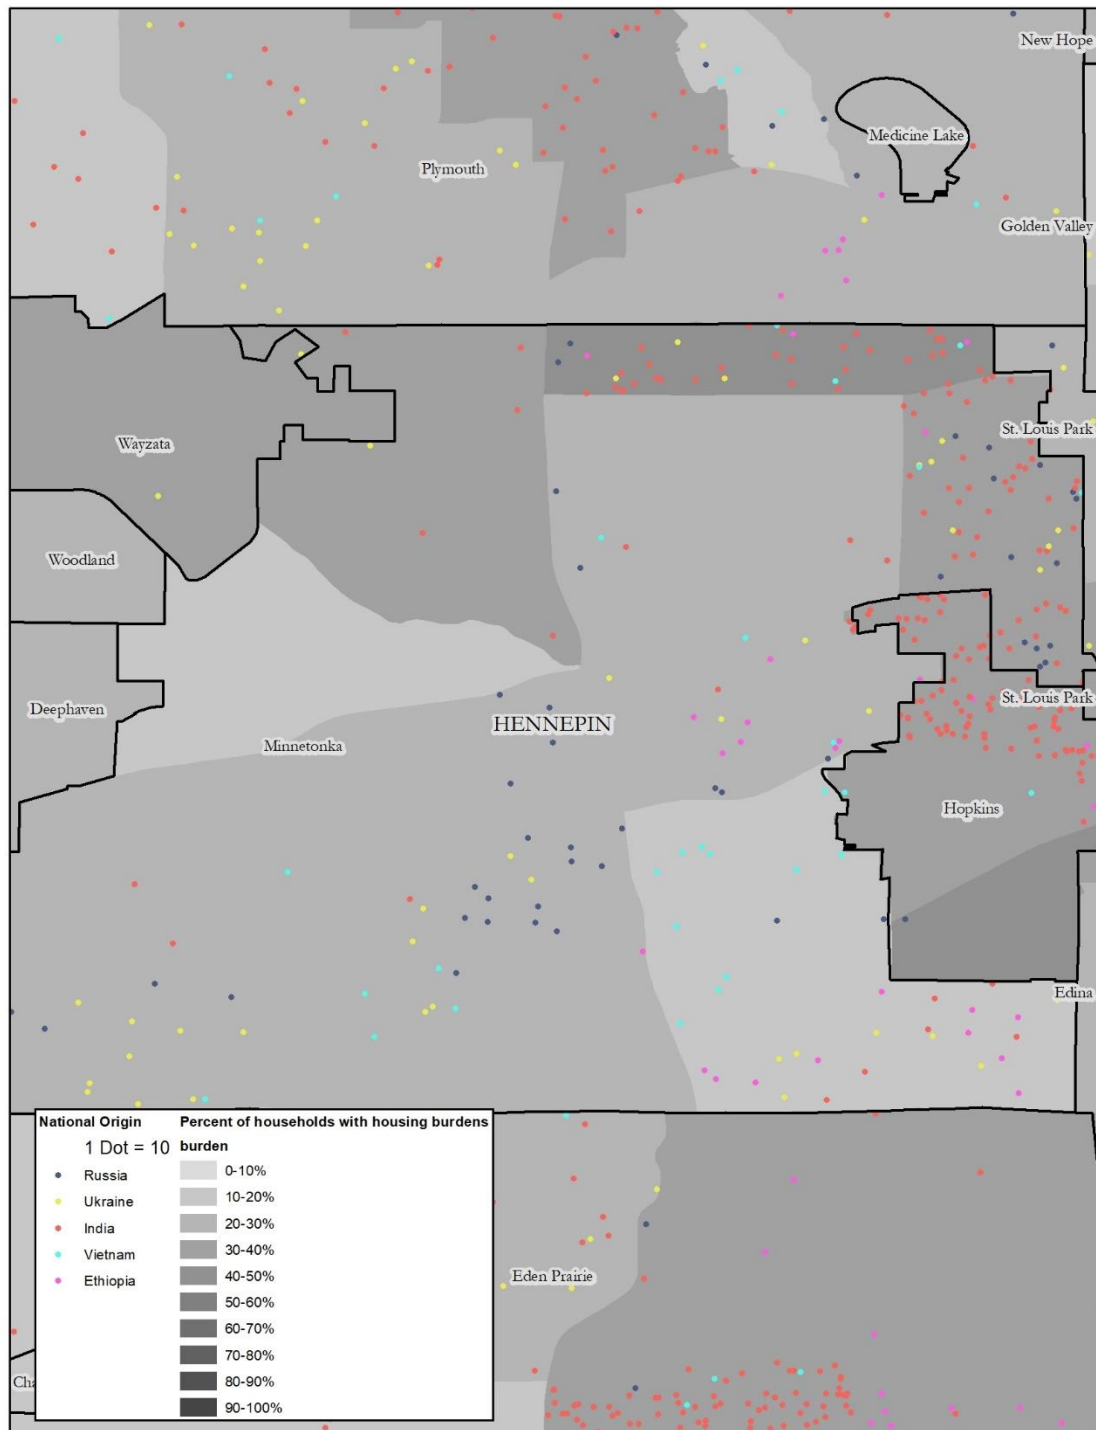 New Hope
Medicine Lake
Plymouth
Golden Valley
Wayzata
St. Louis Park
Woodland
Deephaven
St. Louis Park
HENNEPIN
Minnetonka
Hopkins
Edina
National Origin
1 Dot = 10
Russia
Ukraine
India
Vietnam
Ethiopia
Percent of households with housing burdens
burden
0-10%
10-20%
20-30%
30-40%
40-50%
50-60%
60-70%
70-80%
80-90%
90-100%
Eden Prairie
Cha